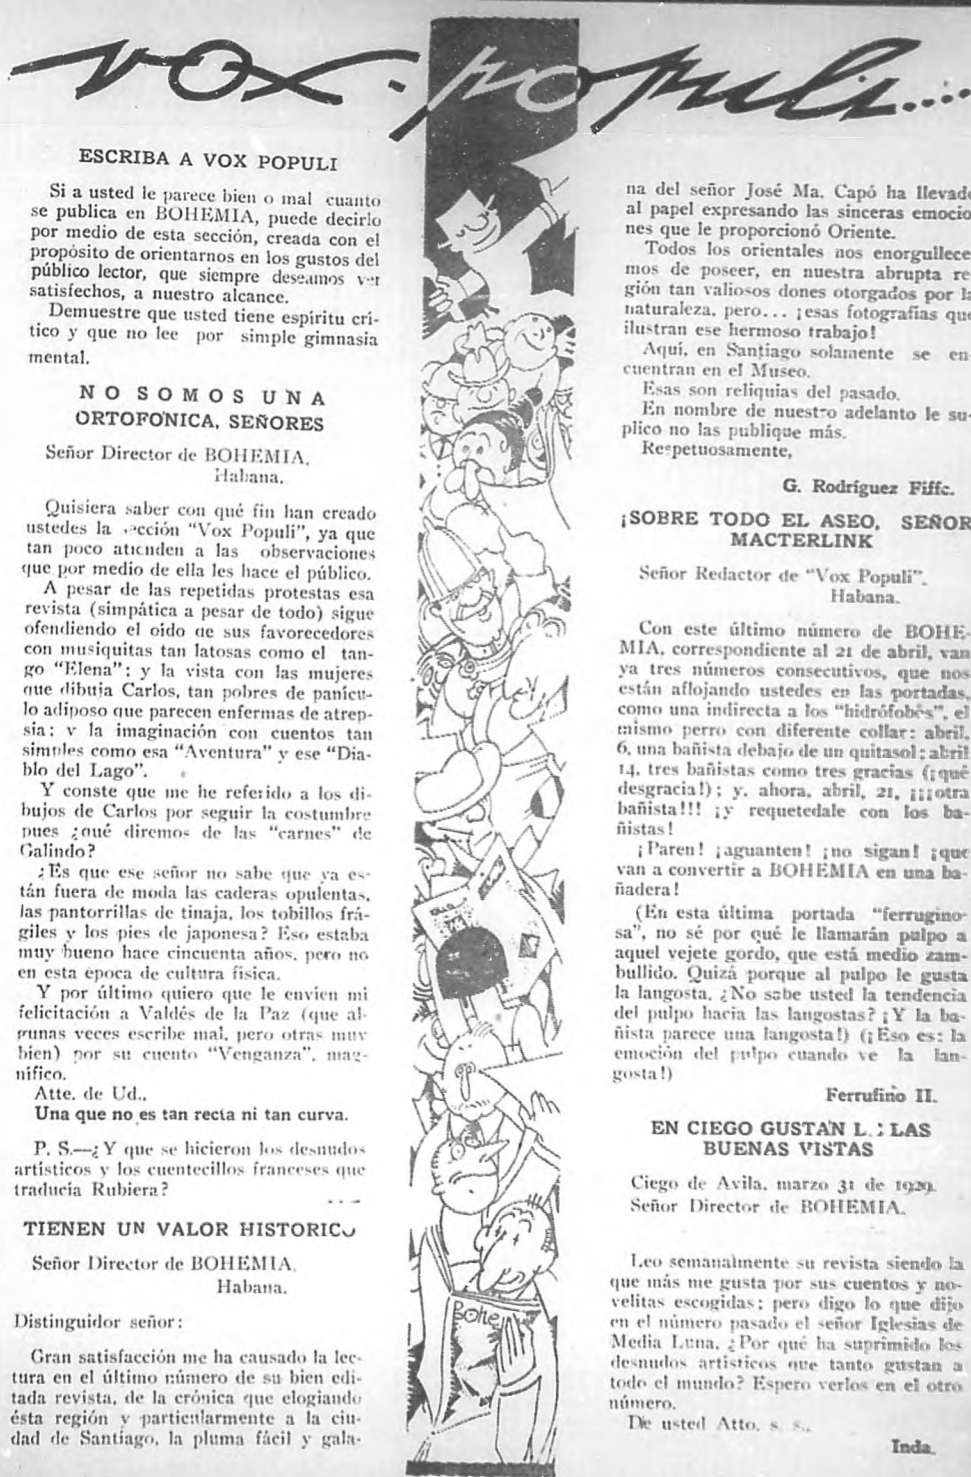 vox populi...
ESCRIBA A VOX POPULI
Si a usted le parece bien o mal cuanto
se publica en BOHEMIA, puede decirlo
por medio de esta sección, creada con el
propósito de orientarnos en los gustos del
público lector, que siempre deseamos ver
satisfechos, a nuestro alcance.
Demuestre que usted tiene espíritu crí-
tico y que no lee por simple gimnasia
mental.
NO SOMOS UNA
ORTOFONICA, SEÑORES
Señor Director de BOHEMIA.
Habana.
Quisiera saber con qué fin han creado
ustedes la sección "Vox Populi", ya que
tan poco atienden a las observaciones
que por medio de ella les hace el público.
A pesar de las repetidas protestas esa
revista (simpática a pesar de todo) sigue
ofendiendo el oido de sus favorecedores
con musiquitas tan latosas como el tan-
go "Elena"; y la vista con las mujeres
que dibuja Carlos, tan pobres de panícu-
lo adiposo que parecen enfermas de atrep-
sia; y la imaginación con cuentos tan
simples como esa "Aventura" y ese "Dia-
blo del Lago".
Y conste que me he referido a los di-
bujos de Carlos por seguir la costumbre
pues ¿qué diremos de las "carnes" de
Galindo?
¿Es que ese señor no sabe que ya es-
tán fuera de moda las caderas opulentas,
las pantorrillas de tinaja, los tobillos frá-
giles y los pies de japonesa? Eso estaba
muy bueno hace cincuenta años, pero no
en esta época de cultura física.
Y por último quiero que le envien mi
felicitación a Valdés de la Paz (que al-
gunas veces escribe mal, pero otras muy
bien) por su cuento "Venganza", mag-
nífico.
Atte. de Ud.,
Una que no es tan recta ni tan curva.
P. S.—¿Y que se hicieron los desnudos
artísticos y los cuentecillos franceses que
traducía Rubiera?
TIENEN UN VALOR HISTORICO
Señor Director de BOHEMIA.
Habana.
Distinguidor señor:
Gran satisfacción me ha causado la lec-
tura en el último número de su bien edi-
tada revista, de la crónica que elogiando
ésta región y particularmente a la ciu-
dad de Santiago, la pluma fácil y gala-
Bohem
na del señor José Ma. Capó ha llevado
al papel expresando las sinceras emocio-
nes que le proporcionó Oriente.
Todos los orientales nos enorgullece-
mos de poseer, en nuestra abrupta re-
gión tan valiosos dones otorgados por la
naturaleza, pero... ¡esas fotografías que
ilustran ese hermoso trabajo!
Aquí, en Santiago solamente se en-
cuentran en el Museo.
Esas son reliquias del pasado.
En nombre de nuestro adelanto le su-
plico no las publique más.
Respetuosamente,
G. Rodríguez Fiffe.
¡SOBRE TODO EL ASEO, SEÑOR
MACTERLINK
Señor Redactor de "Vox Populi".
Habana.
Con este último número de BOHE-
MIA, correspondiente al 21 de abril, van
ya tres números consecutivos, que nos
están aflojando ustedes en las portadas,
como una indirecta a los "hidrófobès", el
mismo perro con diferente collar: abril,
6, una bañista debajo de un quitasol; abril
14, tres bañistas como tres gracias (¡qué
desgracia!); y, ahora, abril, 21, ¡¡¡otra
bañista!!! ¡y requetedale con los ba-
ñistas!
¡Paren! ¡aguanten! ¡no sigan! ¡que
van a convertir a BOHEMIA en una ba-
ñadera!
(En esta última portada "ferrugino-
sa", no sé por qué le llamarán pulpo a
aquel vejete gordo, que está medio zam-
bullido. Quizá porque al pulpo le gusta
la langosta. ¿No sabe usted la tendencia
del pulpo hacia las langostas? ¡Y la ba-
ñista parece una langosta!) (¡Eso es: la
emoción del pulpo cuando ve la lan-
gosta!)
Ferrufino II.
EN CIEGO GUSTAN LAS
BUENAS VISTAS
Ciego de Avila, marzo 31 de 1929.
Señor Director de BOHEMIA.
Leo semanalmente su revista siendo la
que más me gusta por sus cuentos y no-
velitas escogidas; pero digo lo que dijo
en el número pasado el señor Iglesias de
Media Luna, ¿Por qué ha suprimido los
desnudos artísticos que tanto gustan a
todo el mundo? Espero verlos en el otro
número.
De usted Atto. s. s.,
Inda.